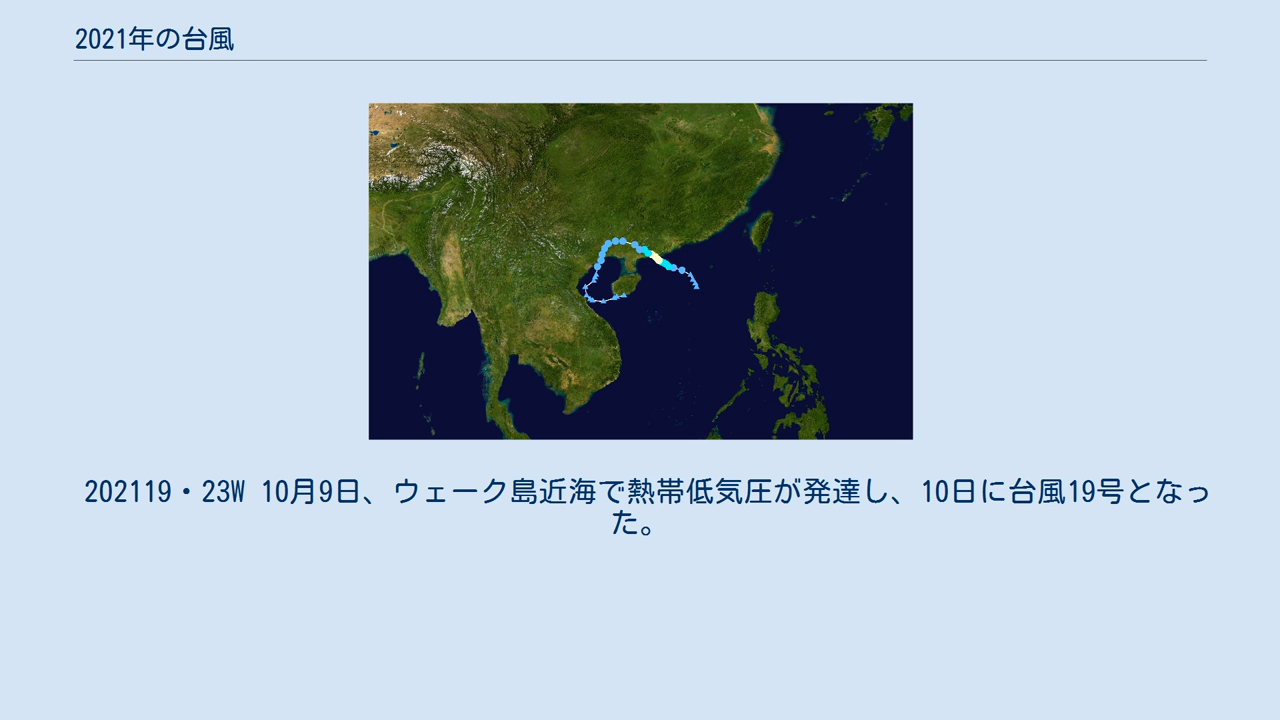 2021年の台風
202119・23W 10月9日、ウェーク島近海で熱帯低気圧が発達し、10日に台風19号となっ
た。